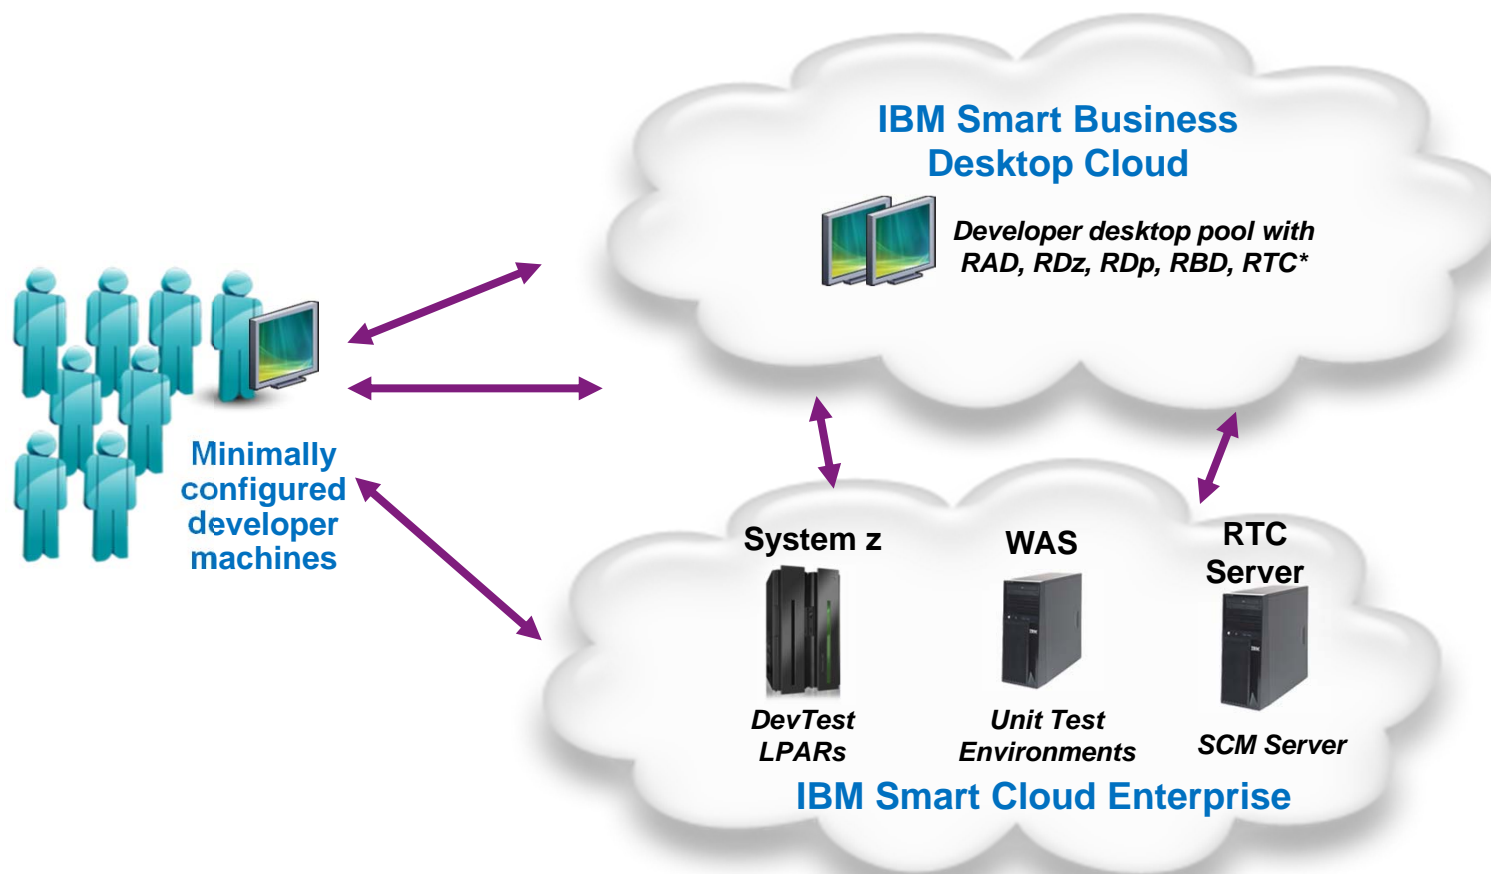 IBM Smart Business
Desktop Cloud
Developer desktop pool with
RAD, RDz, RDp, RBD, RTC*
Minimally
configured
developer
machines
System z
WAS
RTC
Server
DevTest
LPARs
Unit Test
Environments
SCM Server
IBM Smart Cloud Enterprise